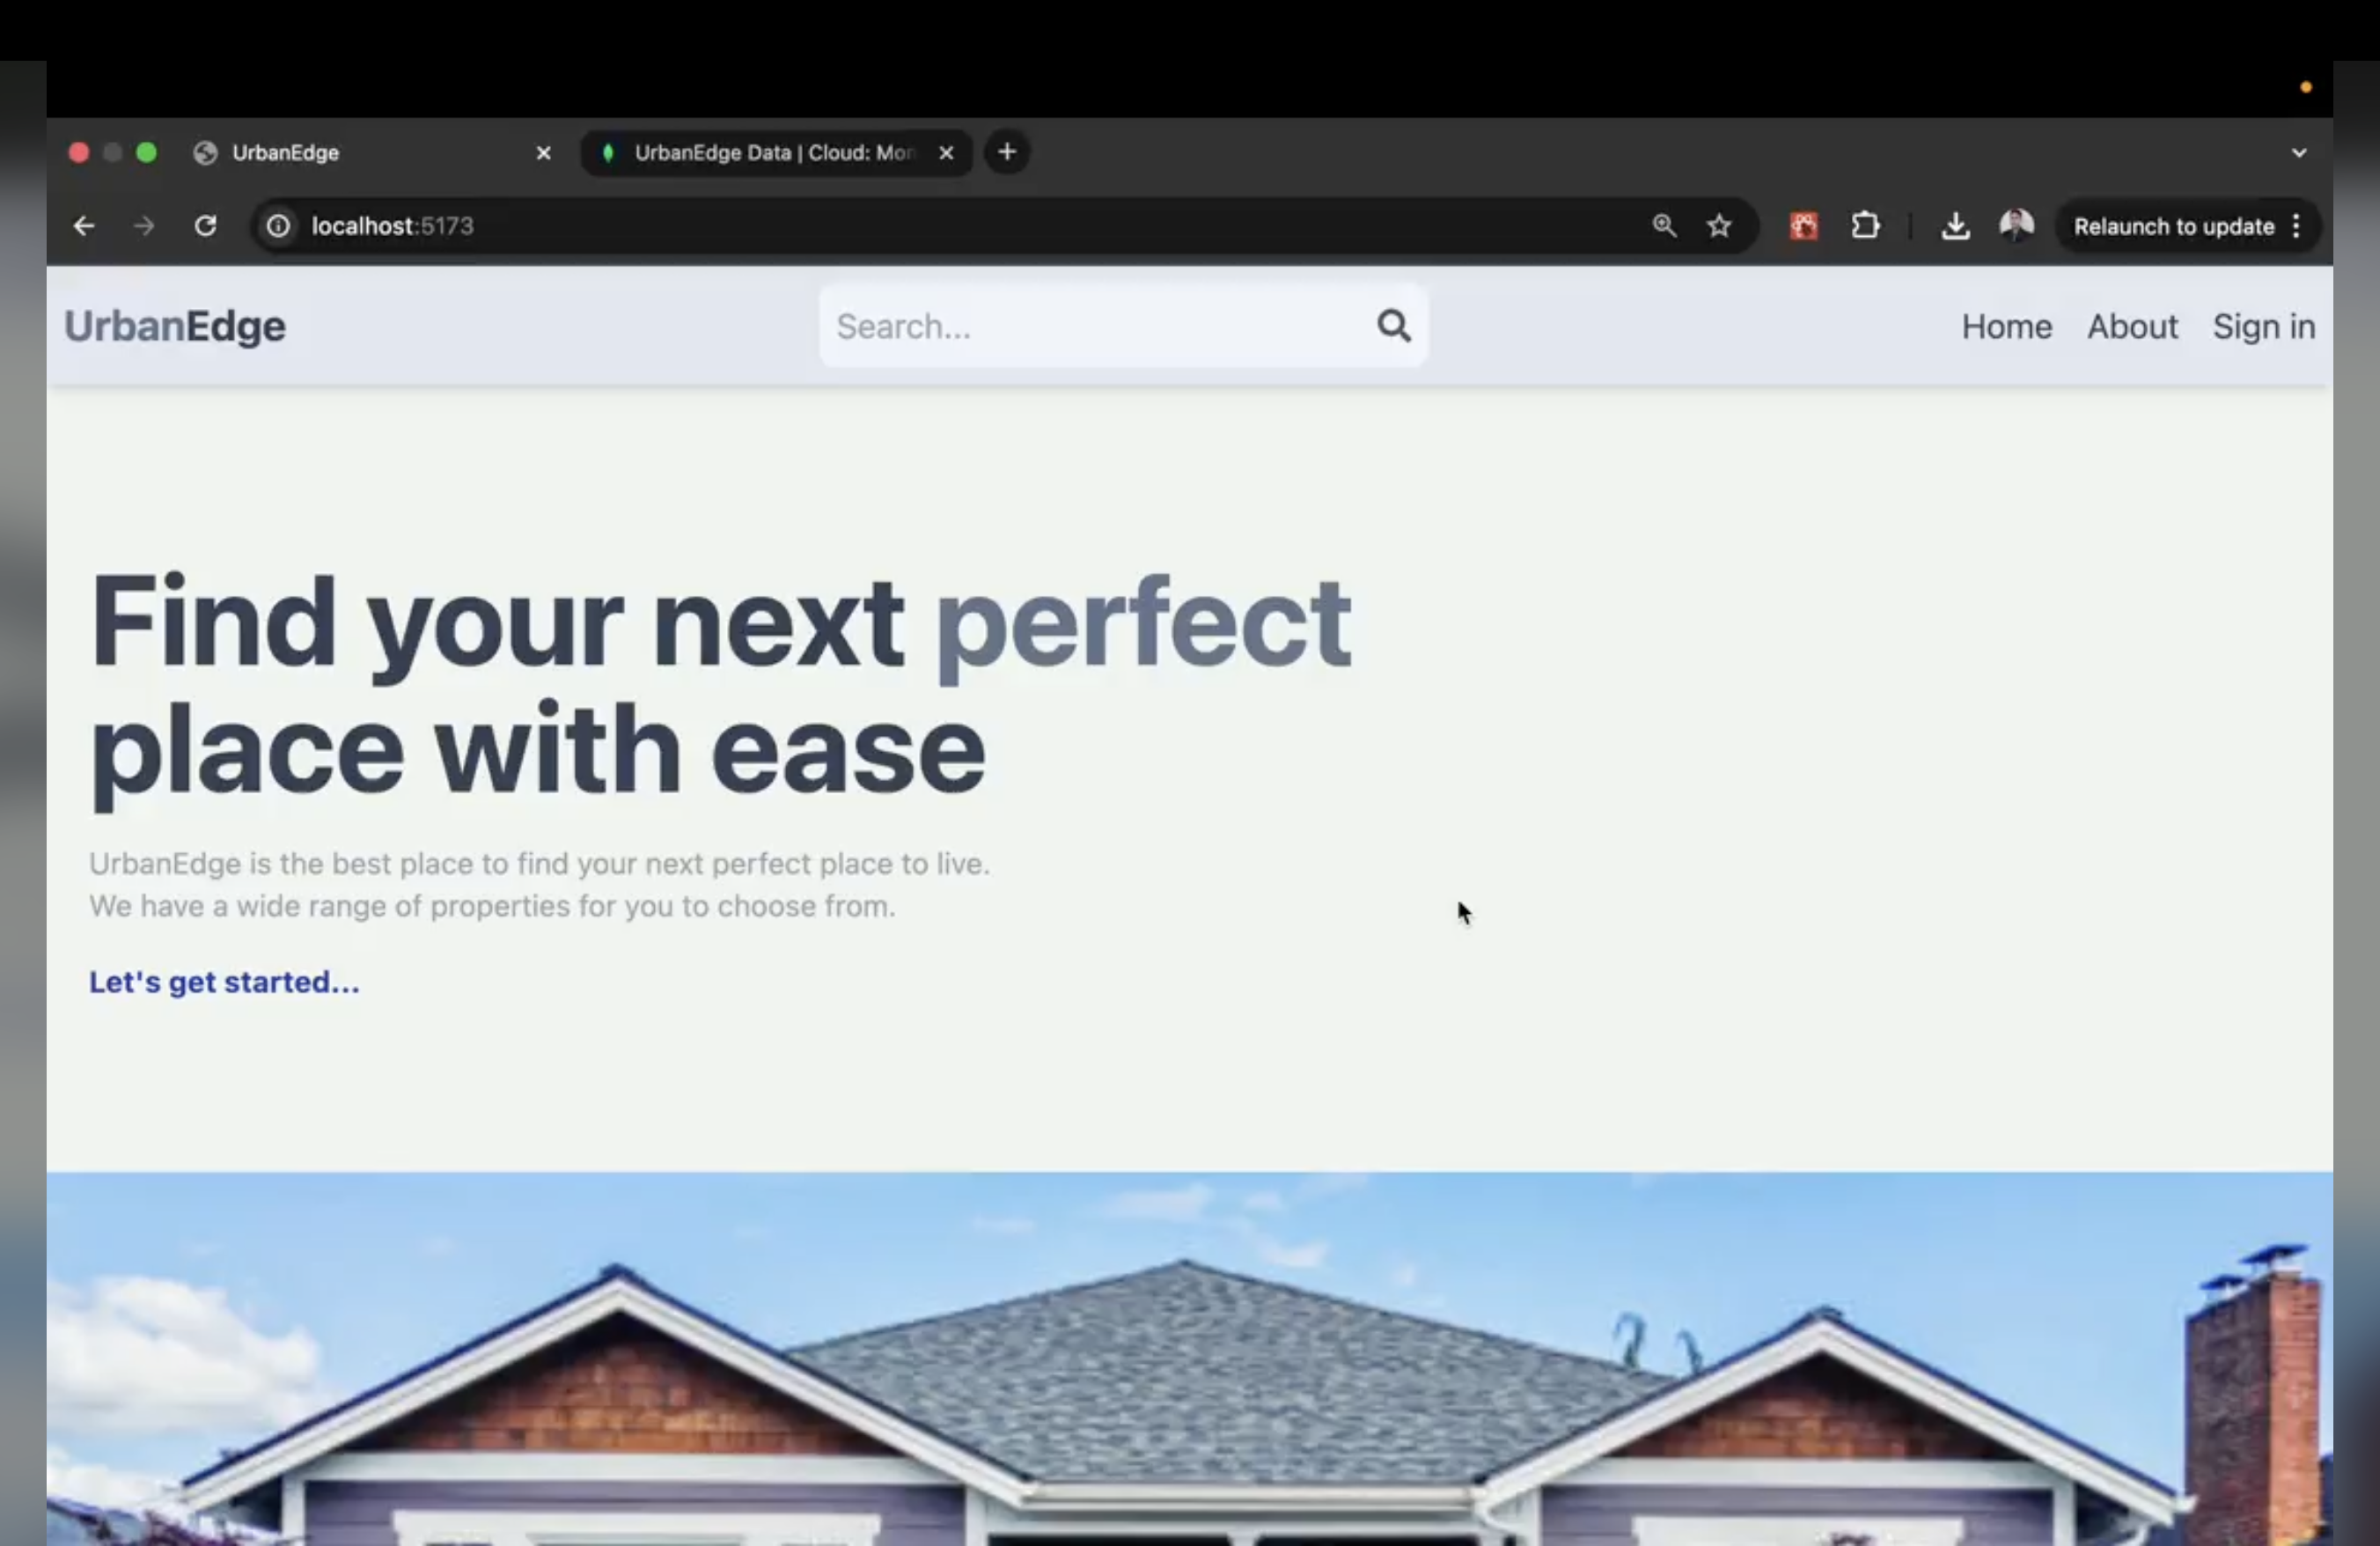 UrbanEdge
UrbanEdge Data | Cloud: Mon
localhost:5173
Relaunch to update
UrbanEdge
Search...
Home About Sign in
Find your next perfect
place with ease
UrbanEdge is the best place to find your next perfect place to live.
We have a wide range of properties for you to choose from.
Let's get started...